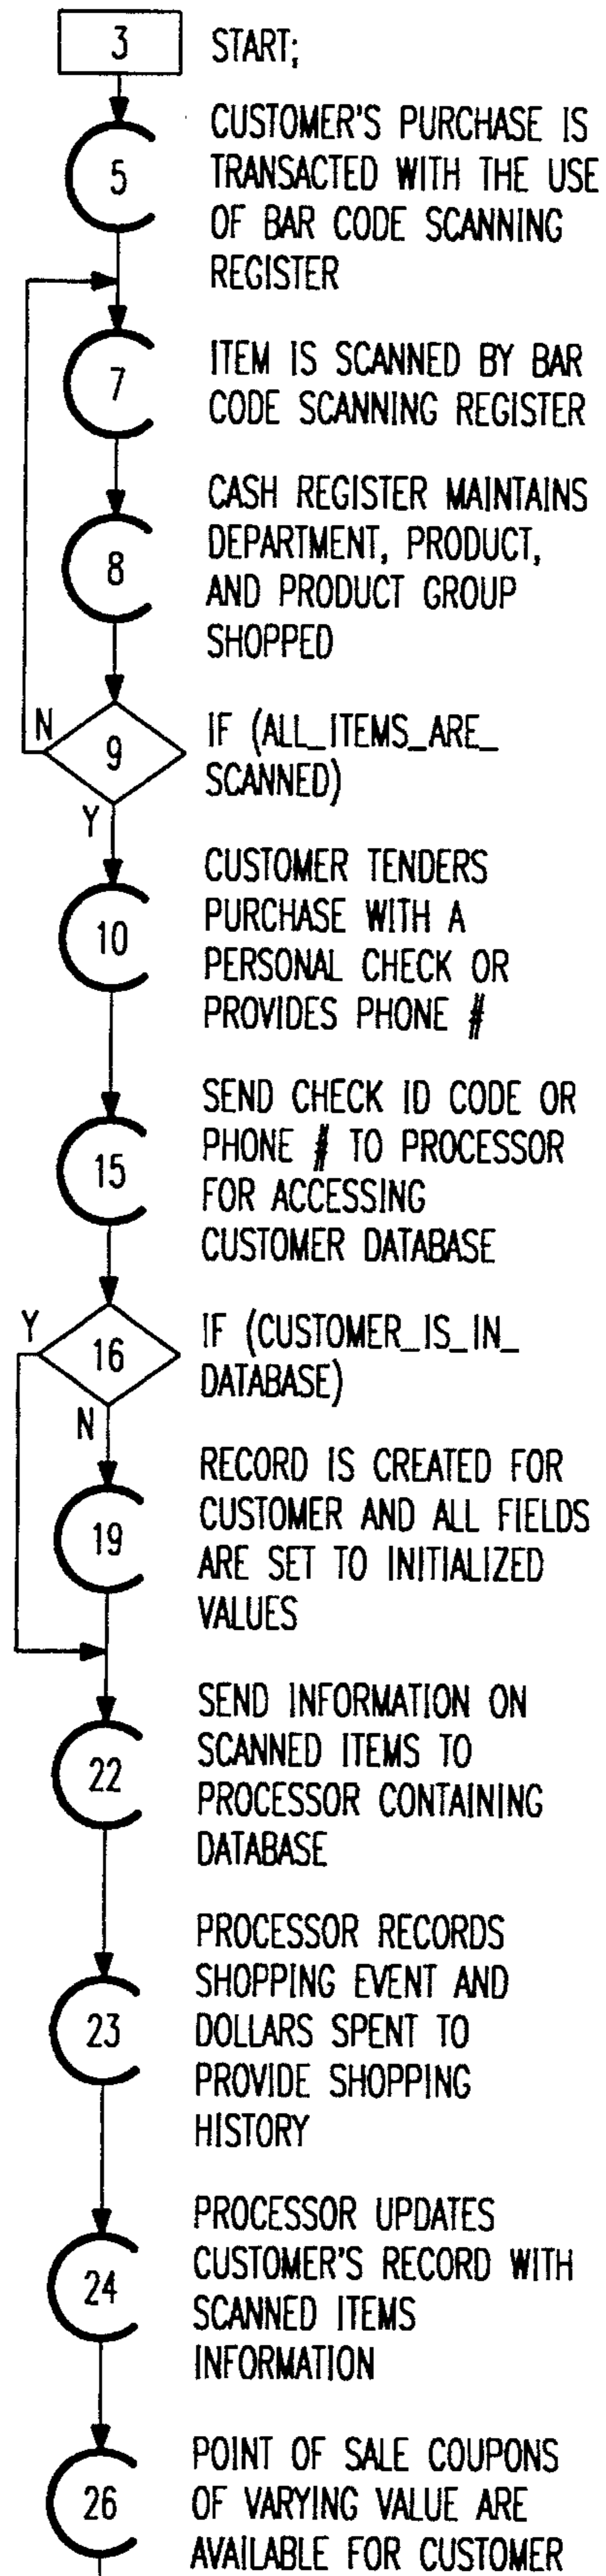 3 START;
CUSTOMER'S PURCHASE IS
5 TRANSACTED WITH THE USE
OF BAR CODE SCANNING
REGISTER
7 ITEM IS SCANNED BY BAR
CODE SCANNING REGISTER
CASH REGISTER MAINTAINS
8 DEPARTMENT, PRODUCT,
AND PRODUCT GROUP
SHOPPED
N 9 IF (ALL_ITEMS_ARE_
SCANNED)
Y
CUSTOMER TENDERS
10 PURCHASE WITH A
PERSONAL CHECK OR
PROVIDES PHONE #
SEND CHECK ID CODE OR
15 PHONE # TO PROCESSOR
FOR ACCESSING
CUSTOMER DATABASE
Y 16 IF (CUSTOMER_IS_IN_
DATABASE)
N
RECORD IS CREATED FOR
19 CUSTOMER AND ALL FIELDS
ARE SET TO INITIALIZED
VALUES
SEND INFORMATION ON
22 SCANNED ITEMS TO
PROCESSOR CONTAINING
DATABASE
PROCESSOR RECORDS
SHOPPING EVENT AND
23 DOLLARS SPENT TO
PROVIDE SHOPPING
HISTORY
PROCESSOR UPDATES
24 CUSTOMER'S RECORD WITH
SCANNED ITEMS
INFORMATION
POINT OF SALE COUPONS
26 OF VARYING VALUE ARE
AVAILABLE FOR CUSTOMER